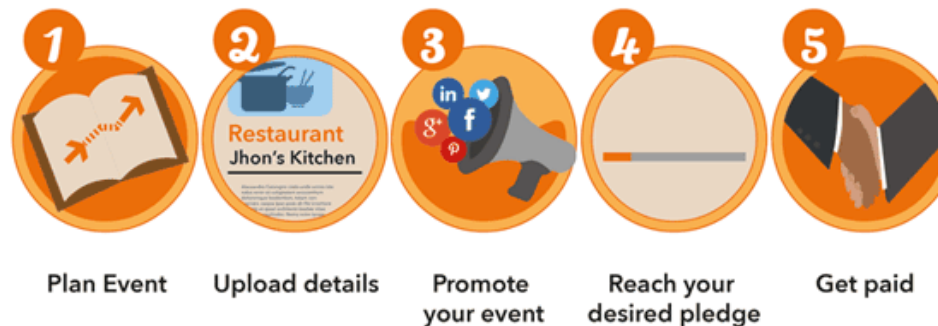 1
2
3
4
5
Restaurant
Jhon's Kitchen
in
g+
f
Plan Event
Upload details
Promote
your event
Reach your
desired pledge
Get paid